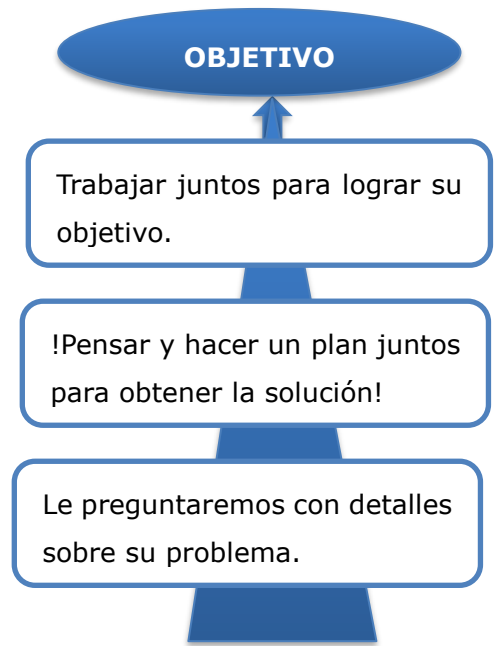 OBJETIVO
Trabajar juntos para lograr su
objetivo.
!Pensar y hacer un plan juntos
para obtener la solución!
Le preguntaremos con detalles
sobre su problema.